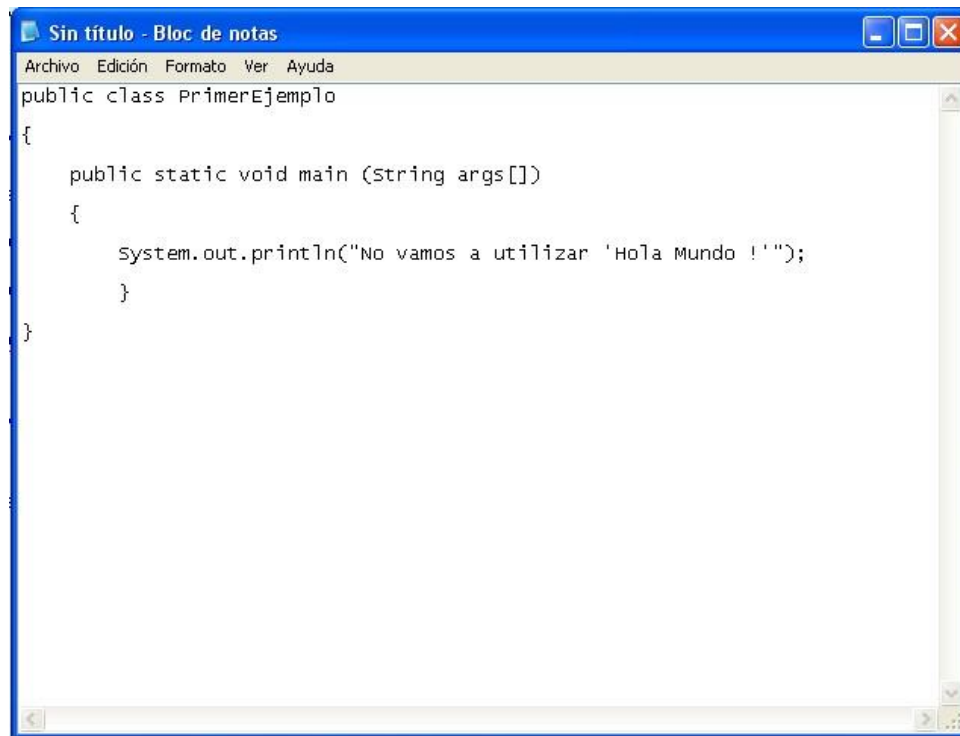 Sin título - Bloc de notas
Archivo Edición Formato Ver Ayuda
public class PrimerEjemplo
{
    public static void main (String args[])
    {
        System.out.println("No vamos a utilizar 'Hola Mundo !'");
        }
}